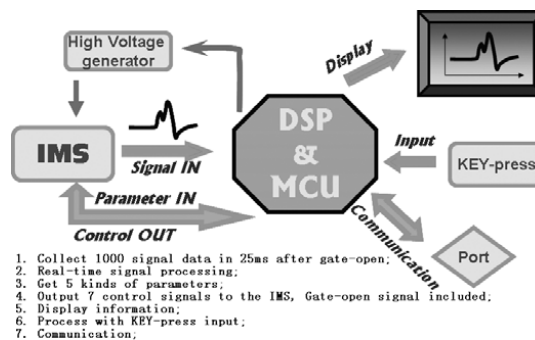 High Voltage
generator
Display
DSP
&
MCU
IMS
Signal IN
Input
KEY-press
Parameter IN
Control OUT
Communication
Port
1. Collect 1000 signal data in 25ms after gate-open;
2. Real-time signal processing;
3. Get 5 kinds of parameters;
4. Output 7 control signals to the IMS, Gate-open signal included;
5. Display information;
6. Process with KEY-press input;
7. Communication;